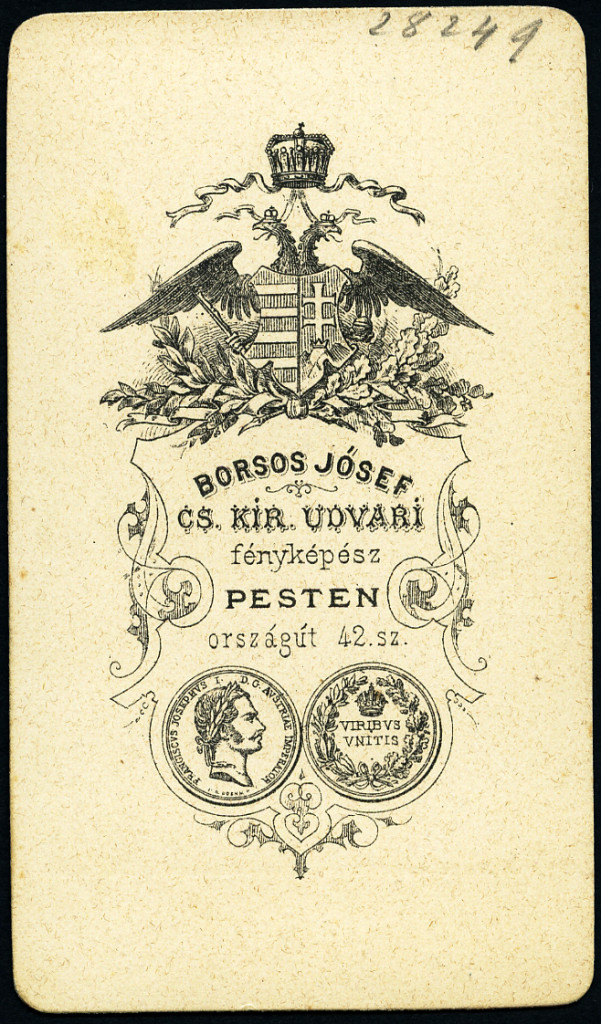 28249
BORSOS JÓSEF
CS. KIR. UDVARI
fényképész
PESTEN
országút 42.sz.
FRANCISCVS JOSEPHVS I. D.G. AVSTRIAE IMPERATOR
VIRIBVS
VNITIS